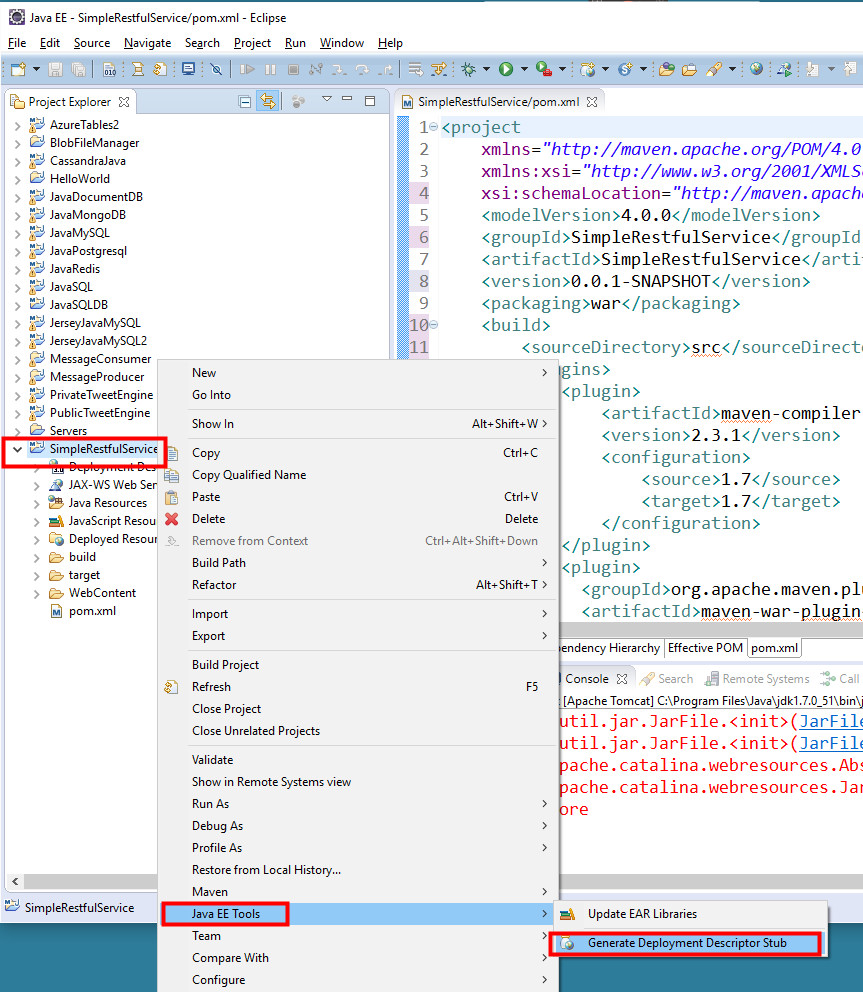 Java EE - SimpleRestfulService/pom.xml - Eclipse
File Edit Source Navigate Search Project Run Window Help
Project Explorer
AzureTables2
BlobFileManager
CassandraJava
HelloWorld
JavaDocumentDB
JavaMongoDB
JavaMySQL
JavaPostgresql
JavaRedis
JavaSQL
JavaSQLDB
JerseyJavaMySQL
JerseyJavaMySQL2
MessageConsumer
MessageProducer
PrivateTweetEngine
PublicTweetEngine
Servers
SimpleRestfulService
Deployment Des
JAX-WS Web Ser
Java Resources
JavaScript Resou
Deployed Resour
build
target
WebContent
pom.xml
SimpleRestfulService
SimpleRestfulService/pom.xml
1 <project
2 xmlns="http://maven.apache.org/POM/4.0
3 xmlns:xsi="http://www.w3.org/2001/XMLS
4 xsi:schemaLocation="http://maven.apach
5 <modelVersion>4.0.0</modelVersion>
6 <groupId>SimpleRestfulService</groupId
7 <artifactId>SimpleRestfulService</arti
8 <version>0.0.1-SNAPSHOT</version>
9 <packaging>war</packaging>
10 <build>
11 <sourceDirectory>src</sourceDirect
gins>
<plugin>
<artifactId>maven-compiler
<version>2.3.1</version>
<configuration>
<source>1.7</source>
<target>1.7</target>
</configuration>
</plugin>
<plugin>
<groupId>org.apache.maven.plu
<artifactId>maven-war-plugin
pendency Hierarchy Effective POM pom.xml
Console Search Remote Systems Call
[Apache Tomcat] C:\Program Files\Java\jdk1.7.0_51\bin\j
util.jar.JarFile.<init>(JarFile
util.jar.JarFile.<init>(JarFile
pache.catalina.webresources.Abs
pache.catalina.webresources.Jar
ore
New
Go Into
Show In Alt+Shift+W
Copy Ctrl+C
Copy Qualified Name
Paste Ctrl+V
Delete Delete
Remove from Context Ctrl+Alt+Shift+Down
Build Path
Refactor Alt+Shift+T
Import
Export
Build Project
Refresh F5
Close Project
Close Unrelated Projects
Validate
Show in Remote Systems view
Run As
Debug As
Profile As
Restore from Local History...
Maven
Java EE Tools
Team
Compare With
Configure
Update EAR Libraries
Generate Deployment Descriptor Stub